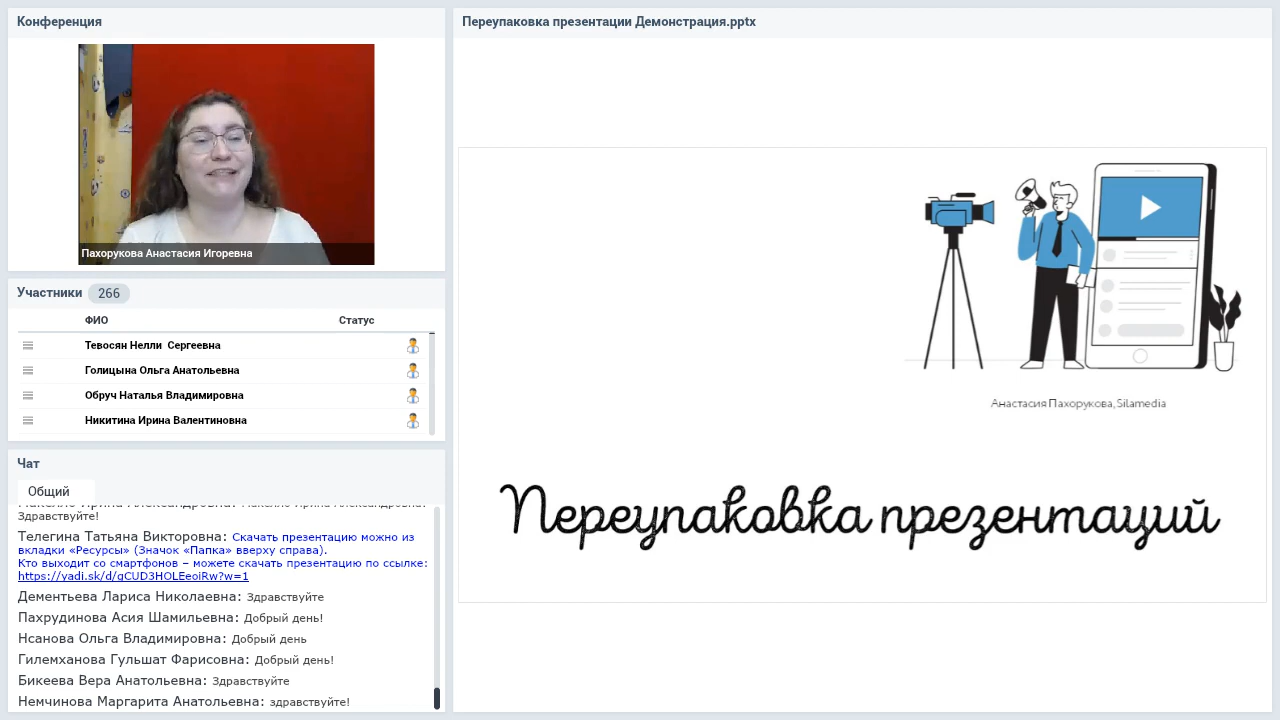 Конференция
Пахорукова Анастасия Игоревна
Участники 266
ФИО Статус
Тевосян Нелли Сергеевна
Голицына Ольга Анатольевна
Обруч Наталья Владимировна
Никитина Ирина Валентиновна
Чат
Общий
Здравствуйте!
Телегина Татьяна Викторовна: Скачать презентацию можно из
вкладки «Ресурсы» (Значок «Папка» вверху справа).
Кто выходит со смартфонов – можете скачать презентацию по ссылке:
https://yadi.sk/d/gCUD3HOLEeoiRw?w=1
Дементьева Лариса Николаевна: Здравствуйте
Пахрудинова Асия Шамильевна: Добрый день!
Нсанова Ольга Владимировна: Добрый день
Гилемханова Гульшат Фарисовна: Добрый день!
Бикеева Вера Анатольевна: Здравствуйте
Немчинова Маргарита Анатольевна: здравствуйте!
Переупаковка презентации Демонстрация.pptx
Анастасия Пахорукова, Silamedia
Переупаковка презентаций